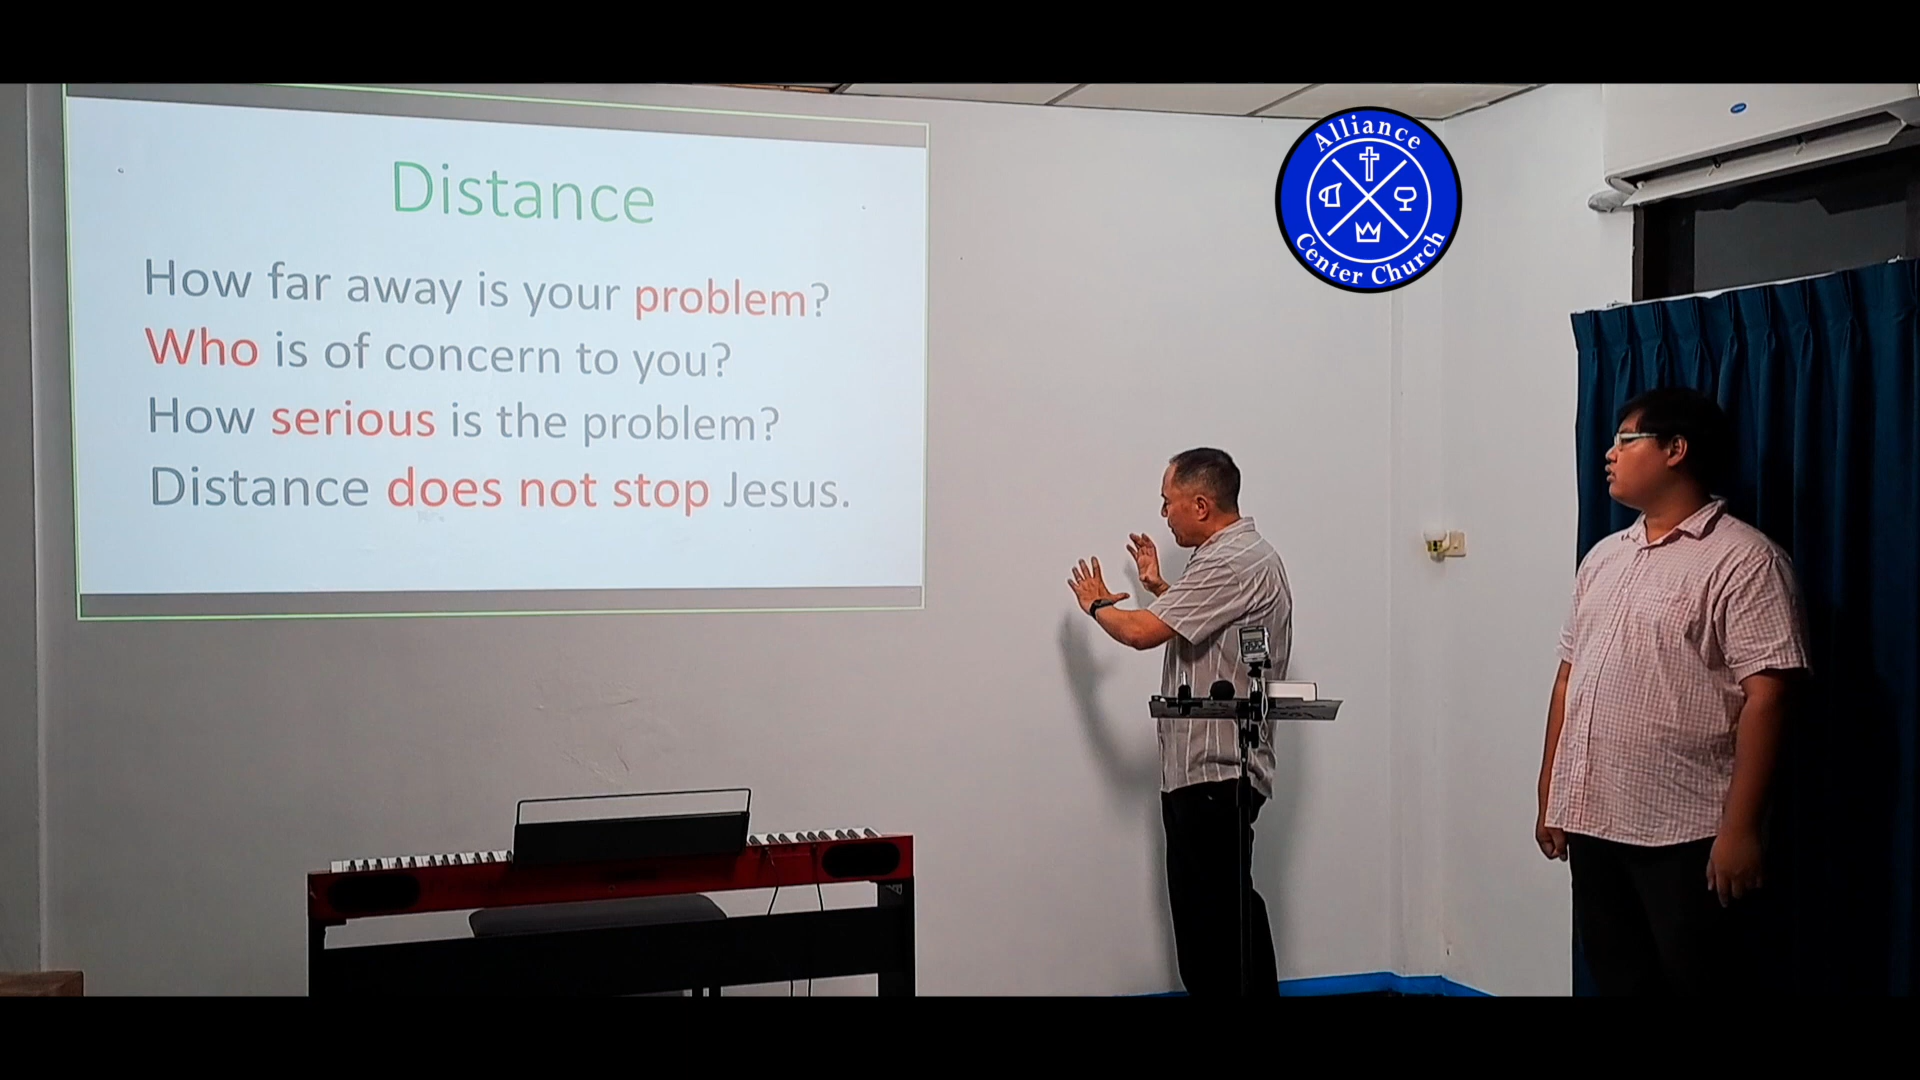 Distance
How far away is your problem?
Who is of concern to you?
How serious is the problem?
Distance does not stop Jesus.
Alliance
Center Church